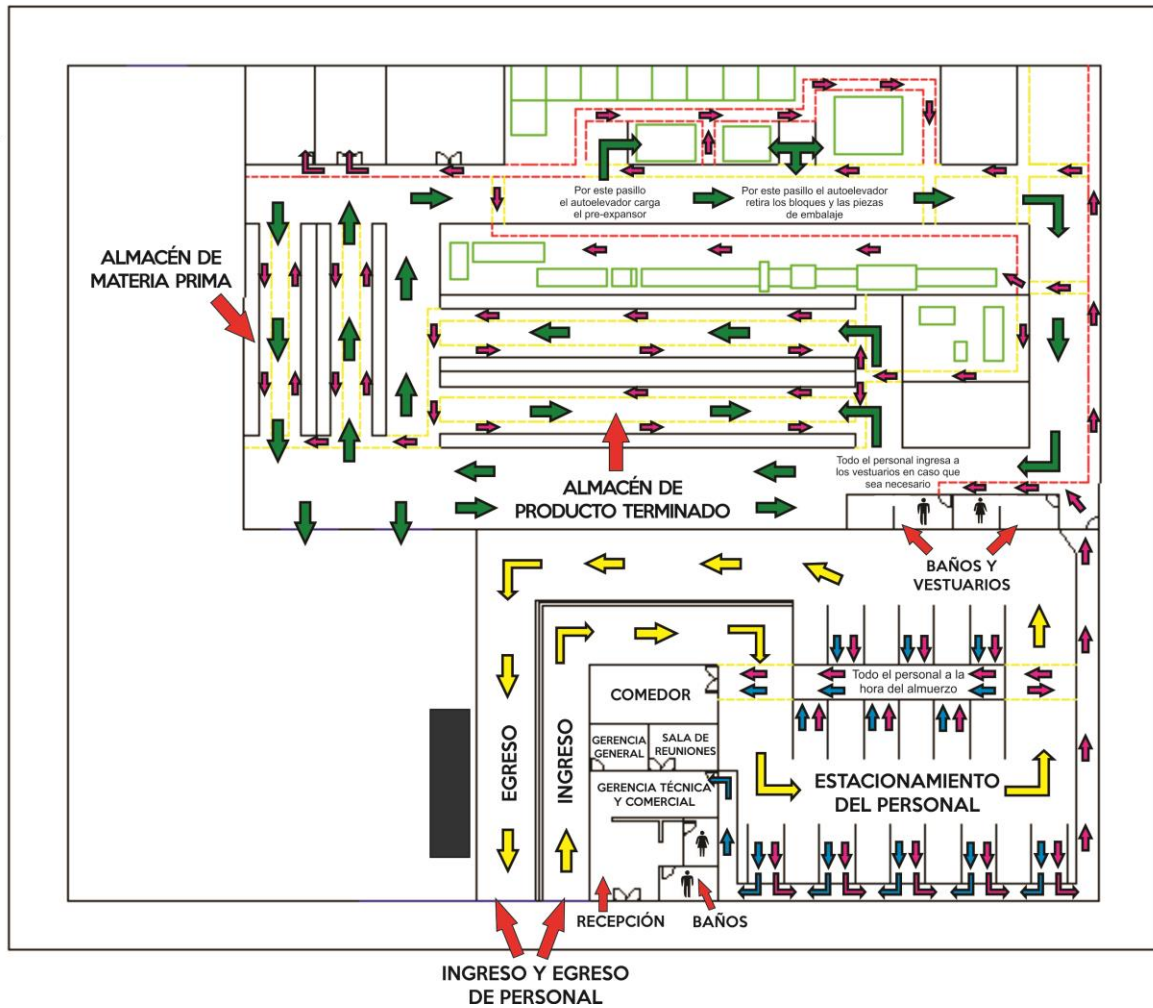 Por este pasillo
el autoelevador carga
el pre-expansor
Por este pasillo el autoelevador
retira los bloques y las piezas
de embalaje
ALMACÉN DE
MATERIA PRIMA
Todo el personal ingresa a
los vestuarios en caso que
sea necesario
ALMACÉN DE
PRODUCTO TERMINADO
BAÑOS Y
VESTUARIOS
Todo el personal a la
hora del almuerzo
COMEDOR
GERENCIA
GENERAL
SALA DE
REUNIONES
EGRESO
INGRESO
GERENCIA TÉCNICA
Y COMERCIAL
ESTACIONAMIENTO
DEL PERSONAL
RECEPCIÓN
BAÑOS
INGRESO Y EGRESO
DE PERSONAL